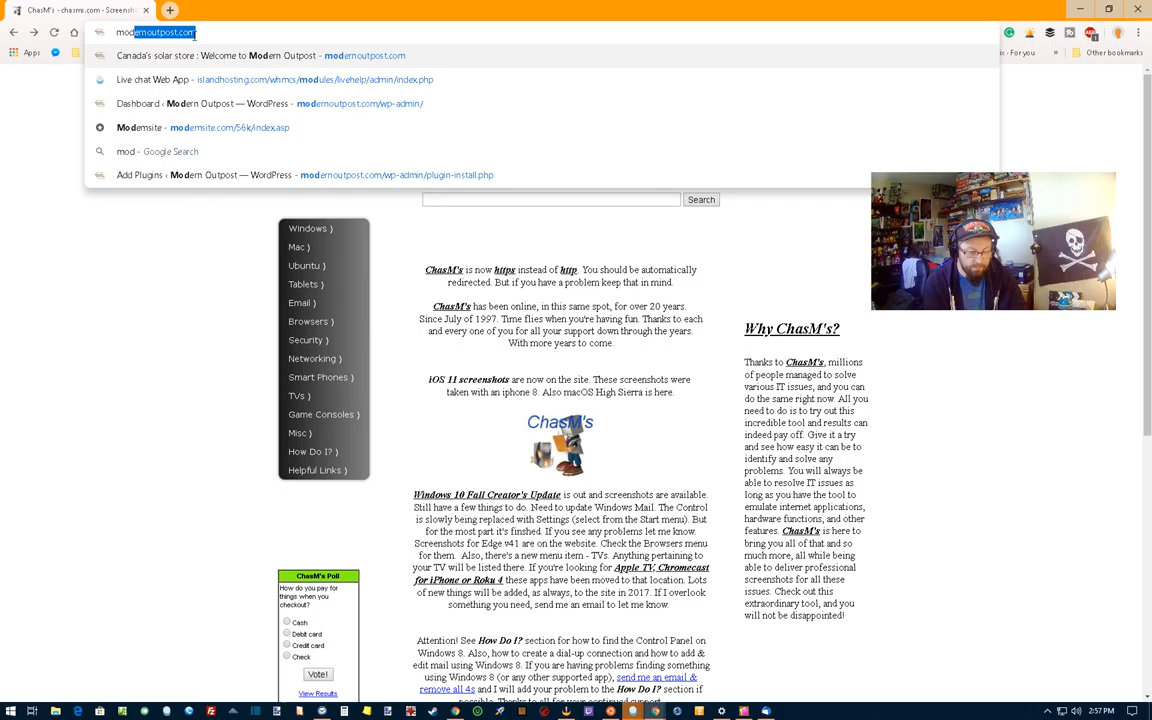 ChasM's - chasms.com - Screensh
modernoutpost.com
Apps
ix - For you
Other bookmarks
Canada's solar store : Welcome to Modern Outpost - modernoutpost.com
Live chat Web App - islandhosting.com/whmcs/modules/livehelp/admin/index.php
Dashboard ‹ Modern Outpost — WordPress - modernoutpost.com/wp-admin/
Modemsite - modemsite.com/56k/index.asp
mod - Google Search
Add Plugins ‹ Modern Outpost — WordPress - modernoutpost.com/wp-admin/plugin-install.php
Search
Windows }
Mac }
Ubuntu }
Tablets }
Email }
Browsers }
Security }
Networking }
Smart Phones }
TVs }
Game Consoles }
Misc }
How Do I? }
Helpful Links }
ChasM's Poll
How do you pay for
things when you
checkout?
Cash
Debit card
Credit card
Check
Vote!
View Results
ChasM's is now https instead of http. You should be automatically
redirected. But if you have a problem keep that in mind.
ChasM's has been online, in this same spot, for over 20 years.
Since July of 1997. Time flies when you're having fun. Thanks to each
and every one of you for all your support down through the years.
With more years to come.
iOS 11 screenshots are now on the site. These screenshots were
taken with an iphone 8. Also macOS High Sierra is here.
ChasM's
Windows 10 Fall Creator's Update is out and screenshots are available.
Still have a few things to do. Need to update Windows Mail. The Control
is slowly being replaced with Settings (select from the Start menu). But
for the most part it's finshed. If you see any problems let me know.
Screenshots for Edge v41 are on the website. Check the Browsers menu
for them. Also, there's a new menu item - TVs. Anything pertaining to
your TV will be listed there. If you're looking for Apple TV, Chromecast
for iPhone or Roku 4 these apps have been moved to that location. Lots
of new things will be added, as always, to the site in 2017. If I overlook
something you need, send me an email to let me know.
Attention! See How Do I? section for how to find the Control Panel on
Windows 8. Also, how to create a dial-up connection and how to add &
edit mail using Windows 8. If you are having problems finding something
using Windows 8 (or any other supported app), send me an email &
remove all 4s and I will add your problem to the How Do I? section if
possible. Thanks to all for your continued support.
Why ChasM's?
Thanks to ChasM's, millions
of people managed to solve
various IT issues, and you can
do the same right now. All you
need to do is to try out this
incredible tool and results can
indeed pay off. Give it a try
and see how easy it can be to
identify and solve any
problems. You will always be
able to resolve IT issues as
long as you have the tool to
emulate internet applications,
hardware functions, and other
features. ChasM's is here to
bring you all of that and so
much more, all while being
able to deliver professional
screenshots for all these
issues. Check out this
extraordinary tool, and you
will not be disappointed!
2:57 PM